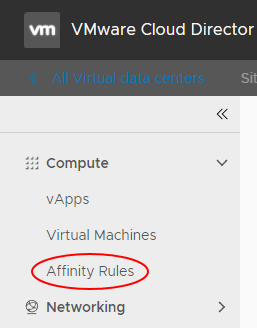 vm VMware Cloud Director
All Virtual data centers Sit
Compute
vApps
Virtual Machines
Affinity Rules
Networking